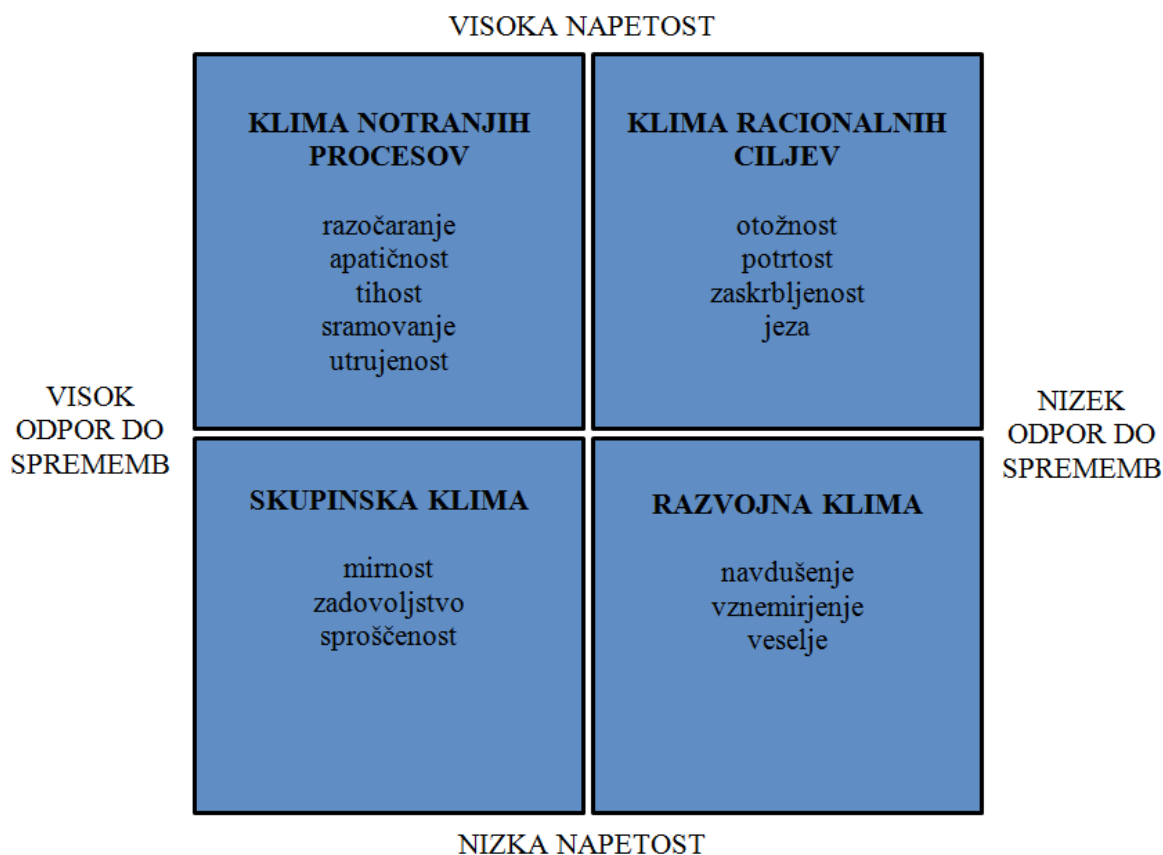 VISOKA NAPETOST
KLIMA NOTRANJIH
PROCESOV
razočaranje
apatičnost
tihost
sramovanje
utrujenost
KLIMA RACIONALNIH
CILJEV
otožnost
potrtost
zaskrbljenost
jeza
VISOK
ODPOR DO
SPREMEMB
NIZEK
ODPOR DO
SPREMEMB
SKUPINSKA KLIMA
mirnost
zadovoljstvo
sproščenost
RAZVOJNA KLIMA
navdušenje
vznemirjenje
veselje
NIZKA NAPETOST